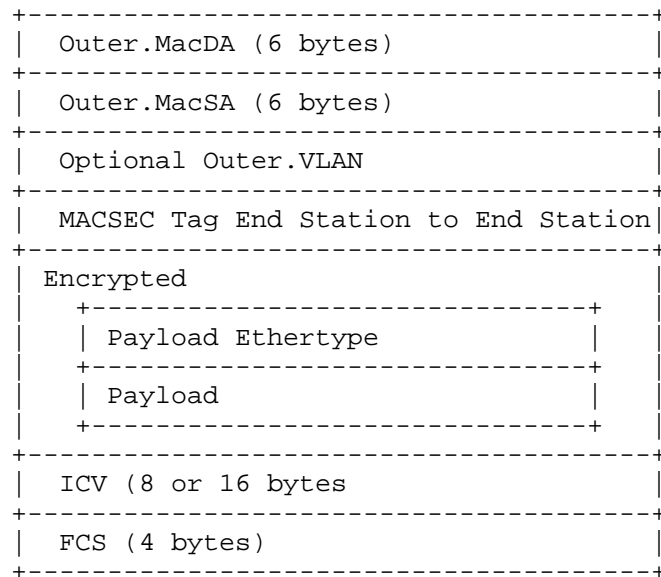 Outer.MacDA (6 bytes)
Outer.MacSA (6 bytes)
Optional Outer.VLAN
MACSEC Tag End Station to End Station
Encrypted
Payload Ethertype
Payload
ICV (8 or 16 bytes
FCS (4 bytes)